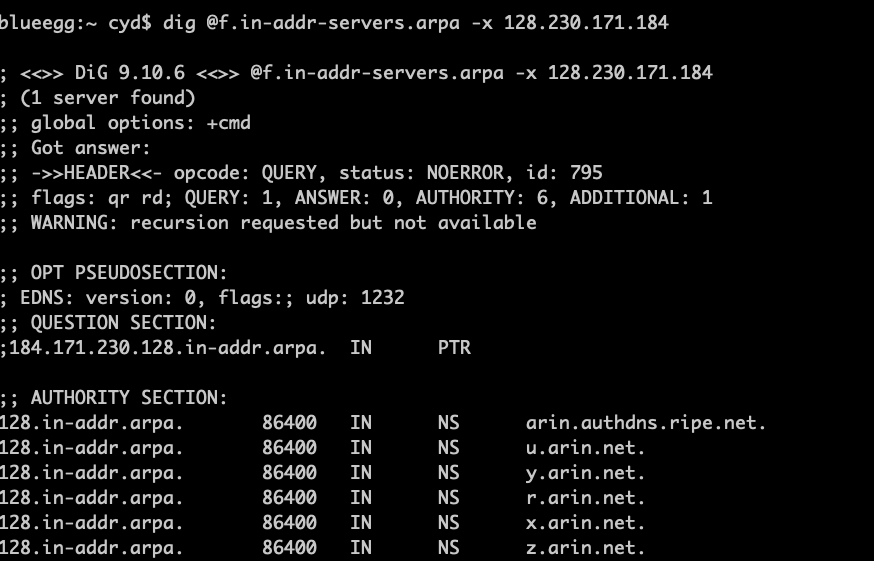 blueegg:~ cyd$ dig @f.in-addr-servers.arpa -x 128.230.171.184
; <<>> DiG 9.10.6 <<>> @f.in-addr-servers.arpa -x 128.230.171.184
; (1 server found)
;; global options: +cmd
;; Got answer:
;; ->>HEADER<<- opcode: QUERY, status: NOERROR, id: 795
;; flags: qr rd; QUERY: 1, ANSWER: 0, AUTHORITY: 6, ADDITIONAL: 1
;; WARNING: recursion requested but not available
;; OPT PSEUDOSECTION:
; EDNS: version: 0, flags:; udp: 1232
;; QUESTION SECTION:
;184.171.230.128.in-addr.arpa. IN PTR
;; AUTHORITY SECTION:
128.in-addr.arpa. 86400 IN NS arin.authdns.ripe.net.
128.in-addr.arpa. 86400 IN NS u.arin.net.
128.in-addr.arpa. 86400 IN NS y.arin.net.
128.in-addr.arpa. 86400 IN NS r.arin.net.
128.in-addr.arpa. 86400 IN NS x.arin.net.
128.in-addr.arpa. 86400 IN NS z.arin.net.